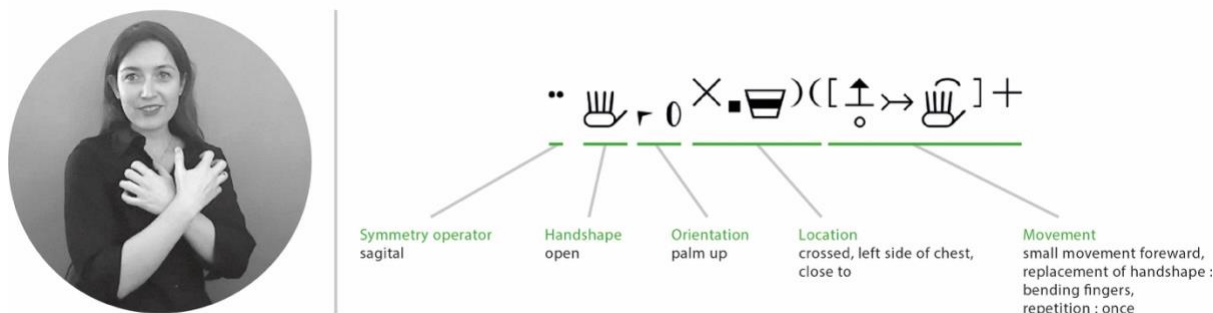 Symmetry operator
sagital
Handshape
open
Orientation
palm up
Location
crossed, left side of chest,
close to
Movement
small movement foreward,
replacement of handshape :
bending fingers,
repetition : once